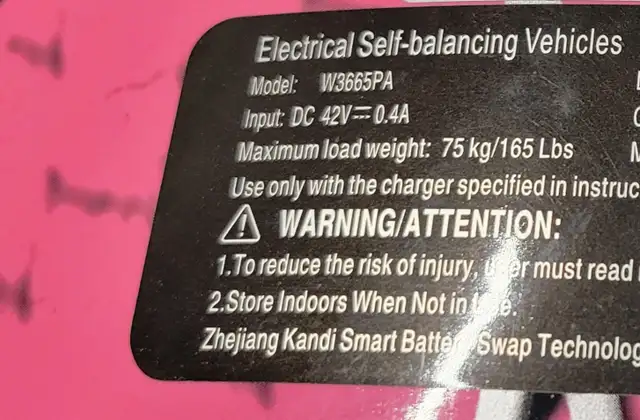 Electrical Self-balancing Vehicles
Model: W3665PA
Input: DC 42V⎓0.4A
Maximum load weight: 75 kg/165 Lbs
Use only with the charger specified in instruc
WARNING/ATTENTION:
1.To reduce the risk of injury, must read
2.Store Indoors When Not in
Zhejiang Kandi Smart Battery Swap Technolog